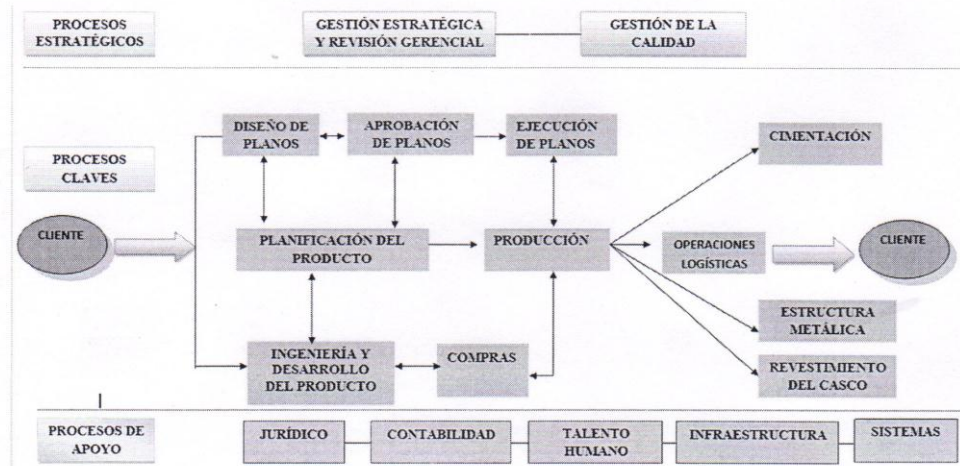 PROCESOS
ESTRATÉGICOS
GESTIÓN ESTRATÉGICA
Y REVISIÓN GERENCIAL
GESTIÓN DE LA
CALIDAD
PROCESOS
CLAVES
DISEÑO DE
PLANOS
APROBACIÓN
DE PLANOS
EJECUCIÓN
DE PLANOS
CIMENTACIÓN
CLIENTE
PLANIFICACIÓN DEL
PRODUCTO
PRODUCCIÓN
OPERACIONES
LOGÍSTICAS
CLIENTE
INGENIERÍA Y
DESARROLLO
DEL PRODUCTO
COMPRAS
ESTRUCTURA
METÁLICA
REVESTIMIENTO
DEL CASCO
PROCESOS DE
APOYO
JURÍDICO
CONTABILIDAD
TALENTO
HUMANO
INFRAESTRUCTURA
SISTEMAS